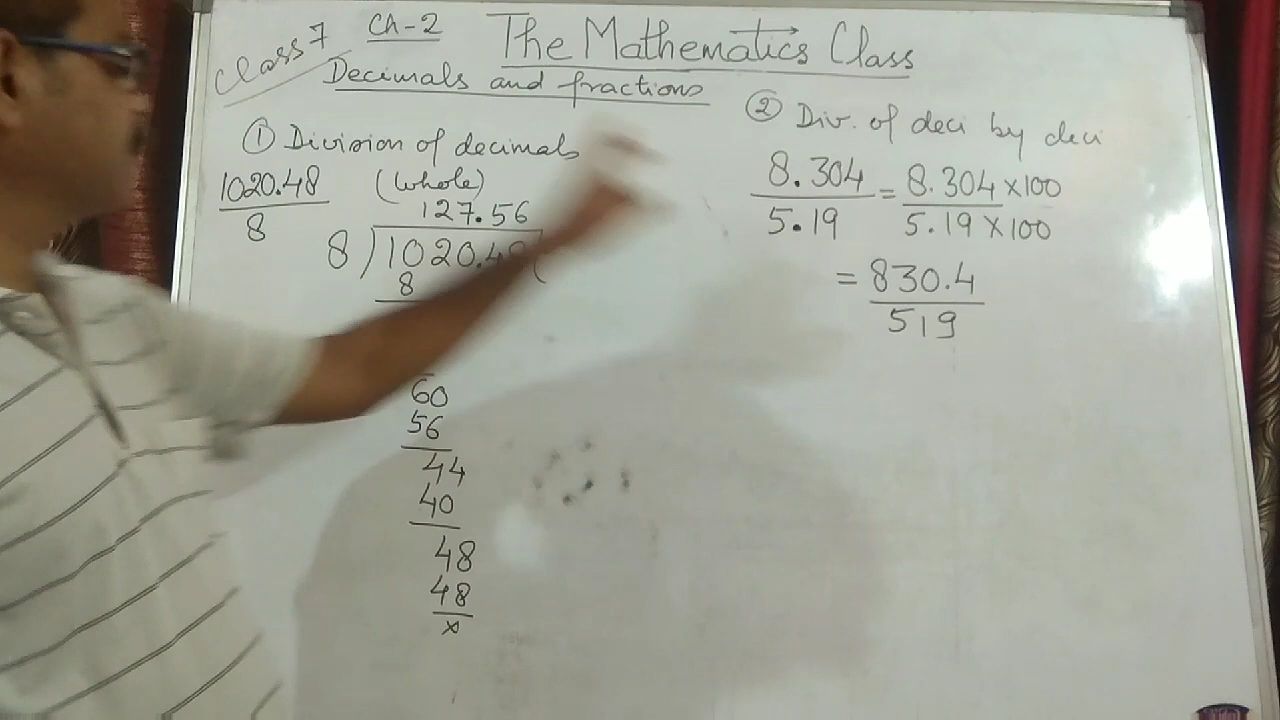 Class 7
Ch-2
The Mathematics Class
Decimals and fractions
① Division of decimals
1020.48
8
(Whole)
127.56
8)1020.48(
8
60
56
44
40
48
48
x
② Div. of deci by deci
8.304 = 8.304 x 100
5.19 5.19 x 100
= 830.4
519